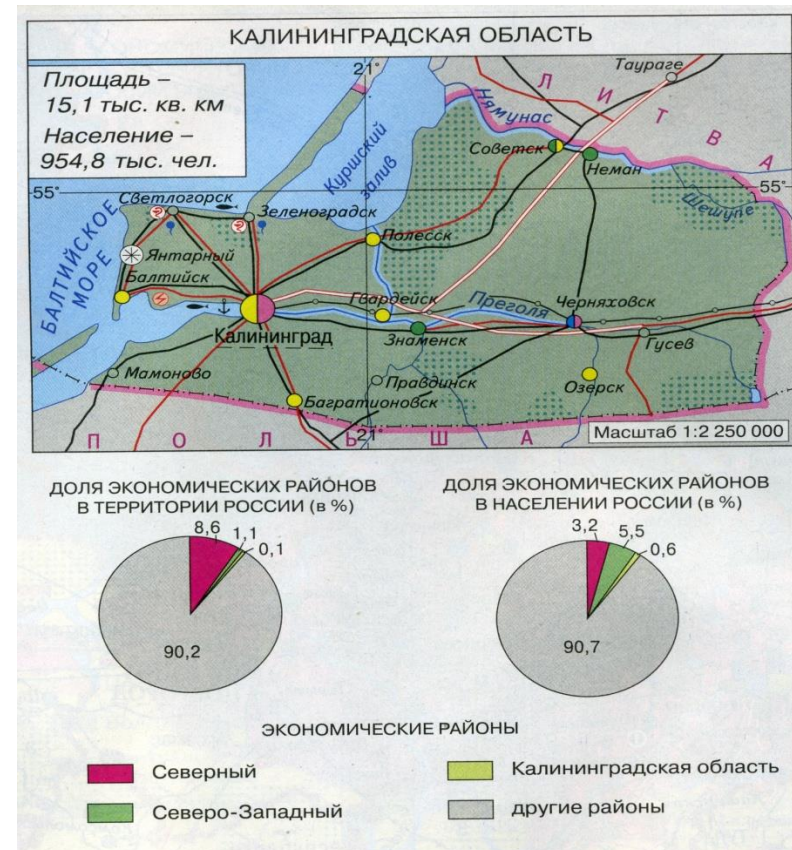 КАЛИНИНГРАДСКАЯ ОБЛАСТЬ
Площадь –
15,1 тыс. кв. км
Население –
954,8 тыс. чел.
21°
Таураге
ЛИТВА
Нямунас
Советск
Неман
Куршский
залив
55°
55°
Шешупе
Светлогорск
Зеленоградск
БАЛТИЙСКОЕ
МОРЕ
Янтарный
Полесск
Балтийск
Гвардейск
Преголя
Черняховск
Калининград
Знаменск
Гусев
Мамоново
Правдинск
Озерск
Багратионовск
ПОЛЬША
21°
Масштаб 1:2 250 000
ДОЛЯ ЭКОНОМИЧЕСКИХ РАЙОНОВ
В ТЕРРИТОРИИ РОССИИ (в %)
8,6
1,1
0,1
90,2
ДОЛЯ ЭКОНОМИЧЕСКИХ РАЙОНОВ
В НАСЕЛЕНИИ РОССИИ (в %)
3,2
5,5
0,6
90,7
ЭКОНОМИЧЕСКИЕ РАЙОНЫ
Северный
Северо-Западный
Калининградская область
другие районы